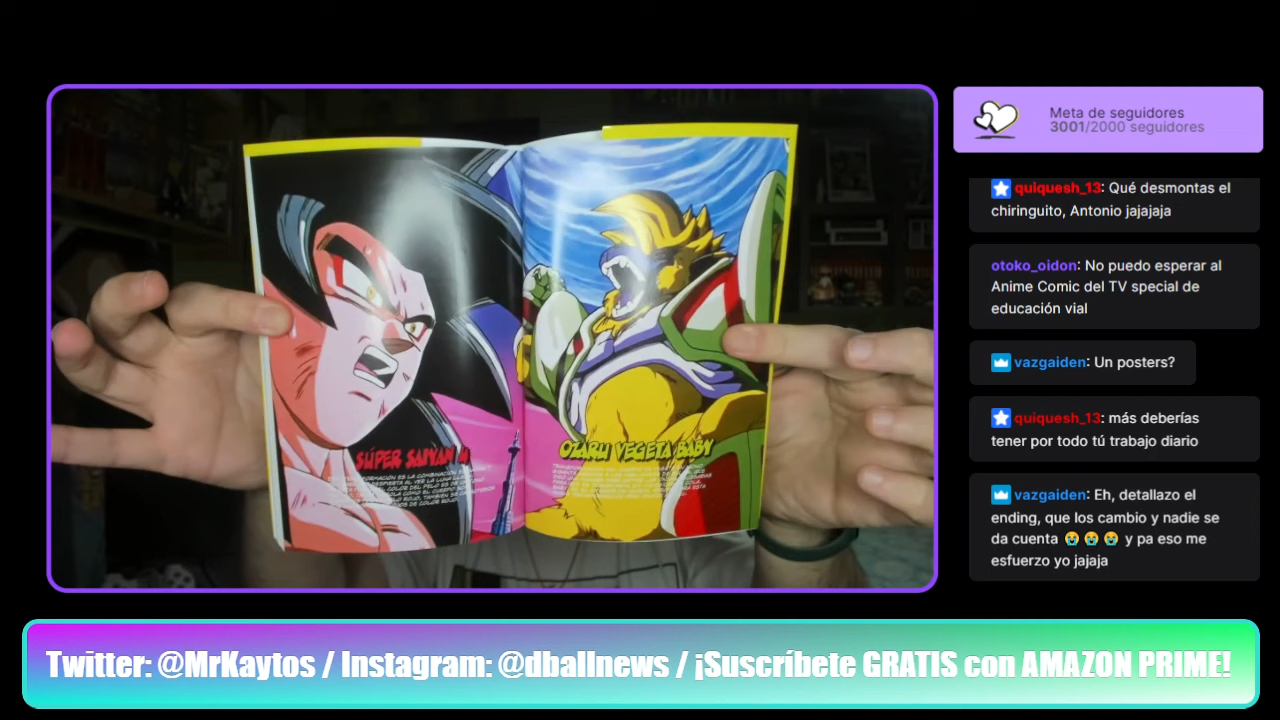 Meta de seguidores
3001/2000 seguidores
quiquesh_13: Qué desmontas el
chiringuito, Antonio jajajaja
otoko_oidon: No puedo esperar al
Anime Comic del TV special de
educación vial
vazgaiden: Un posters?
quiquesh_13: más deberías
tener por todo tú trabajo diario
vazgaiden: Eh, detallazo el
ending, que los cambio y nadie se
da cuenta 😭 😭 😭 y pa eso me
esfuerzo yo jajaja
SÚPER SAIYAN 4
OZARU VEGETA BABY
Twitter: @MrKaytos / Instagram: @dballnews / ¡Suscríbete GRATIS con AMAZON PRIME!